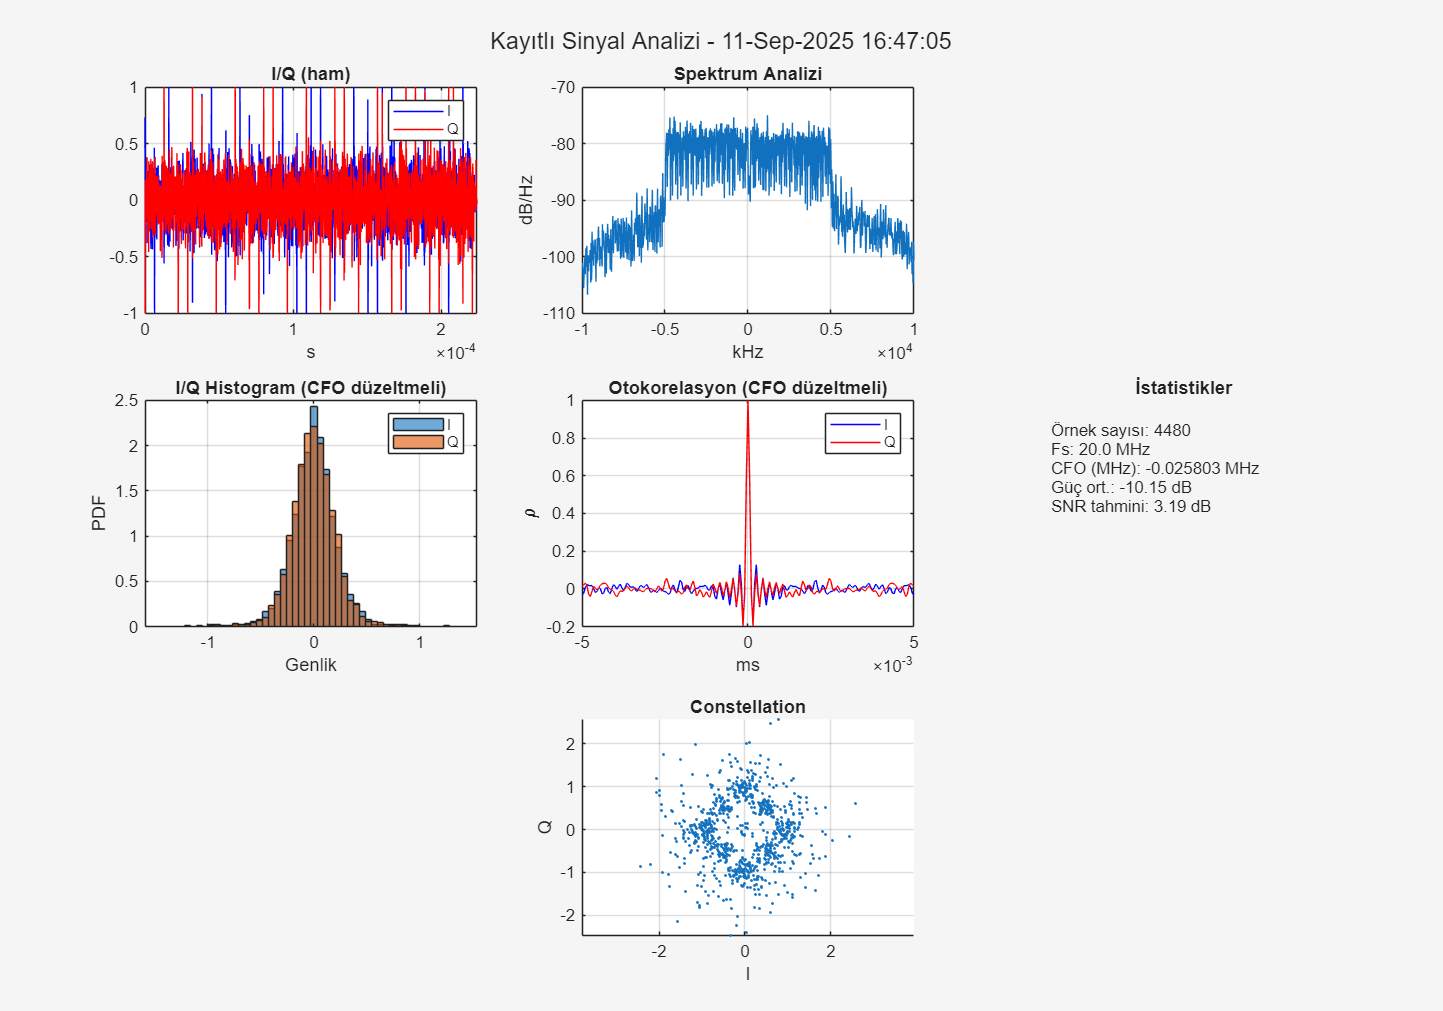 Kayıtlı Sinyal Analizi - 11-Sep-2025 16:47:05
I/Q (ham)
1
0.5
0
-0.5
-1
0
1
2
s
×10⁻⁴
I
Q
Spektrum Analizi
-70
-80
-90
-100
-110
dB/Hz
-1
-0.5
0
0.5
1
kHz
×10⁴
I/Q Histogram (CFO düzeltmeli)
2.5
2
1.5
1
0.5
0
PDF
-1
0
1
Genlik
I
Q
Otokorelasyon (CFO düzeltmeli)
1
0.8
0.6
0.4
0.2
0
-0.2
ρ
-5
0
5
ms
×10⁻³
I
Q
İstatistikler
Örnek sayısı: 4480
Fs: 20.0 MHz
CFO (MHz): -0.025803 MHz
Güç ort.: -10.15 dB
SNR tahmini: 3.19 dB
Constellation
2
1
0
-1
-2
Q
-2
0
2
I